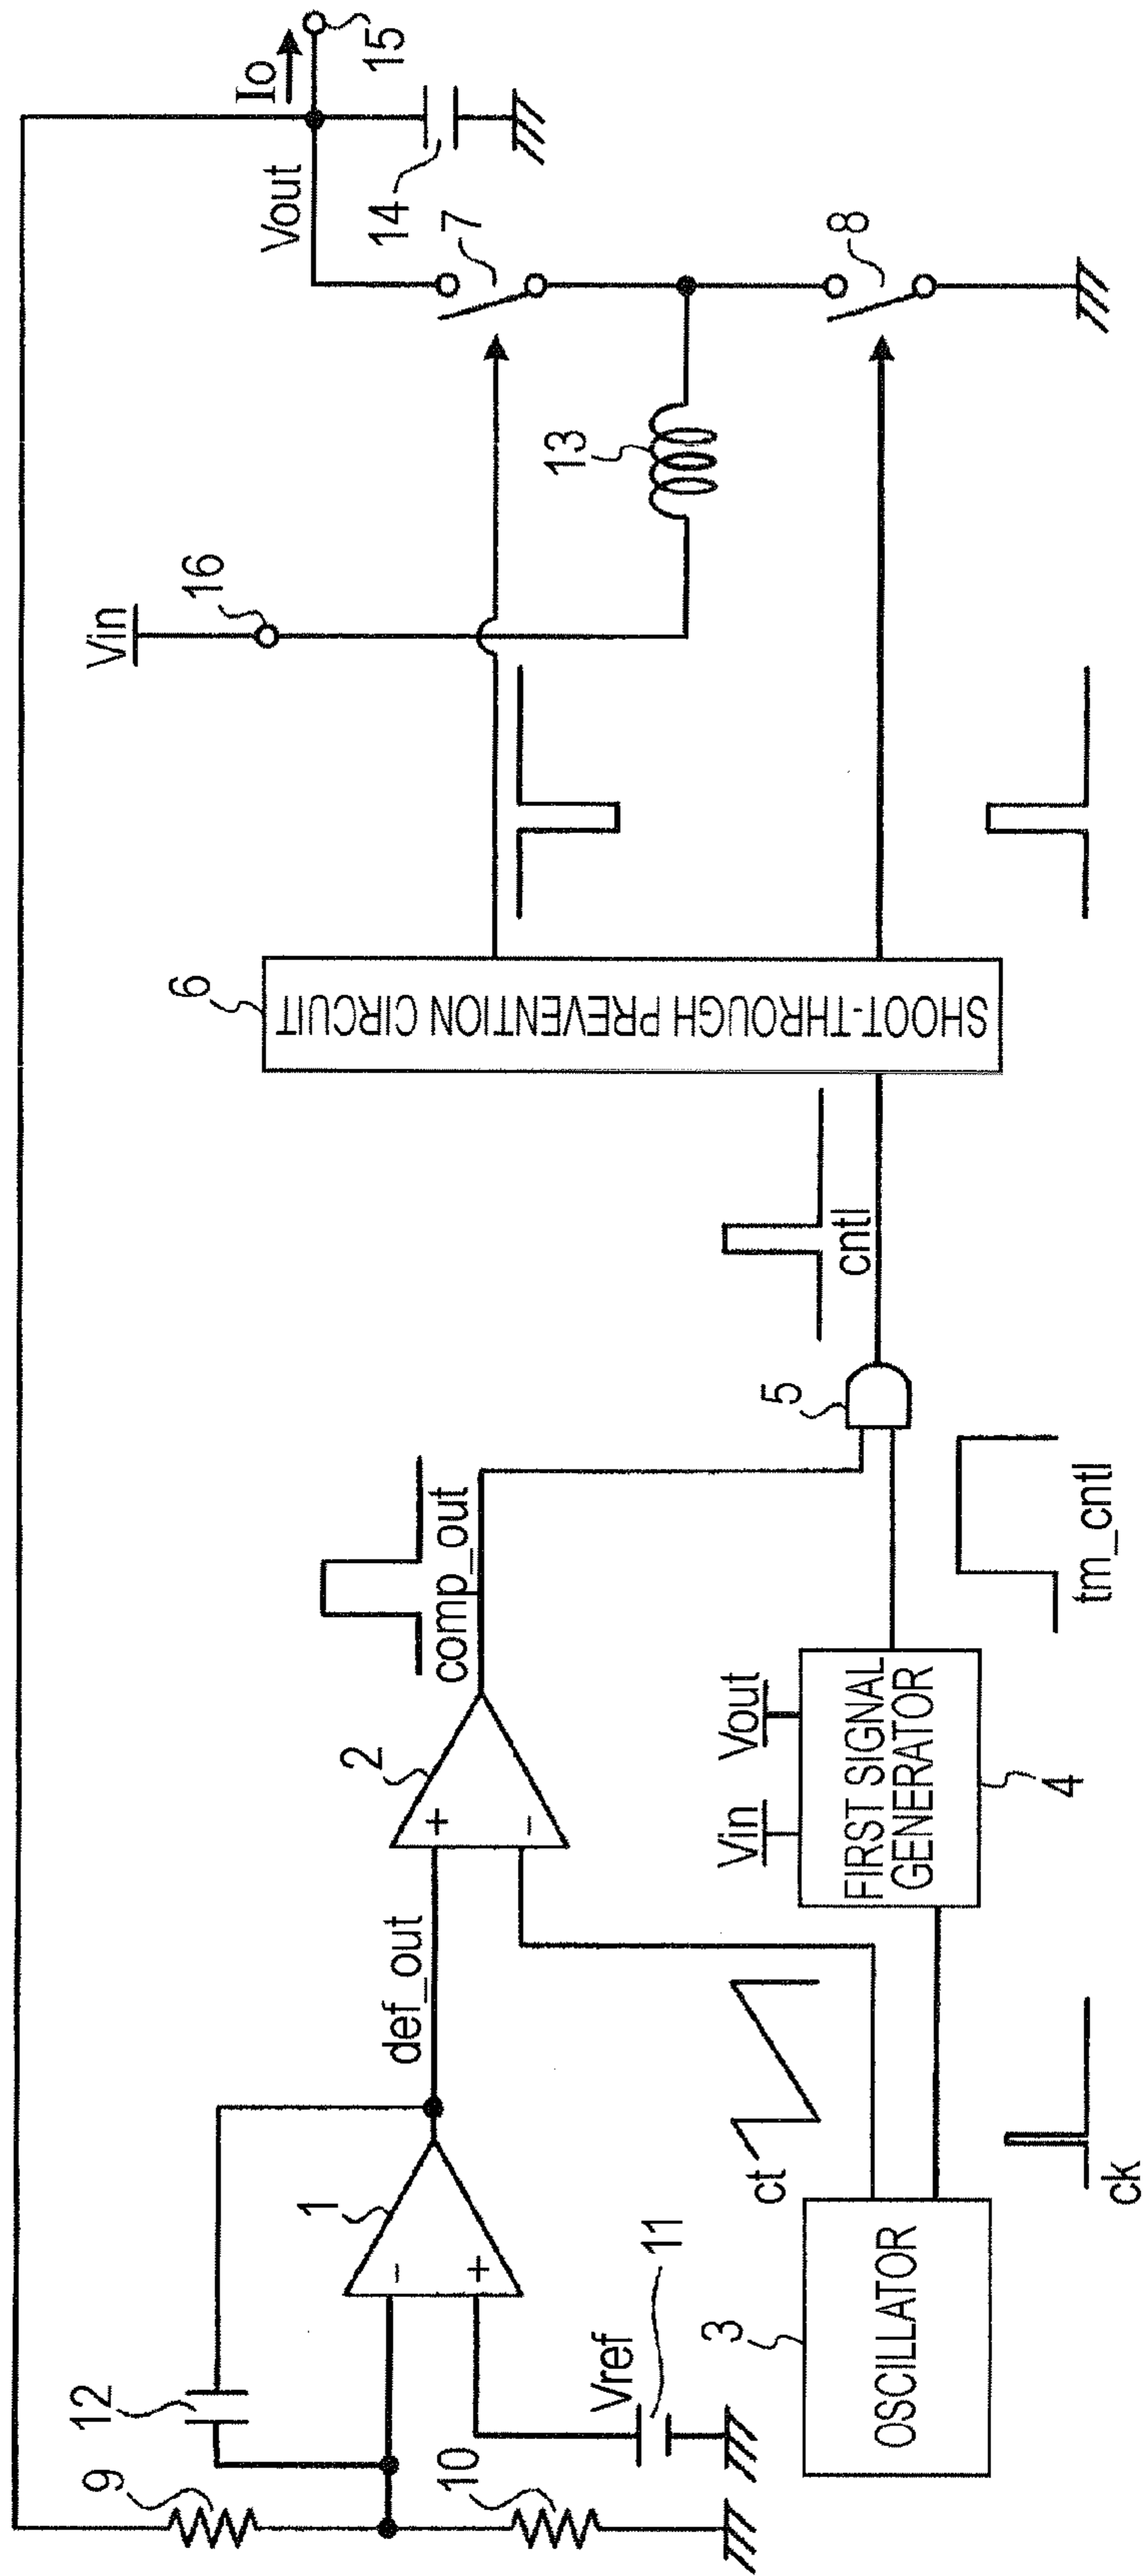 Io
15
Vout
14
7
8
13
Vin
16
6
SHOOT-THROUGH PREVENTION CIRCUIT
cntl
5
comp_out
tm_cntl
2
+
-
Vin
Vout
FIRST SIGNAL
GENERATOR
4
def_out
ct
ck
1
-
+
Vref
11
3
OSCILLATOR
12
9
10